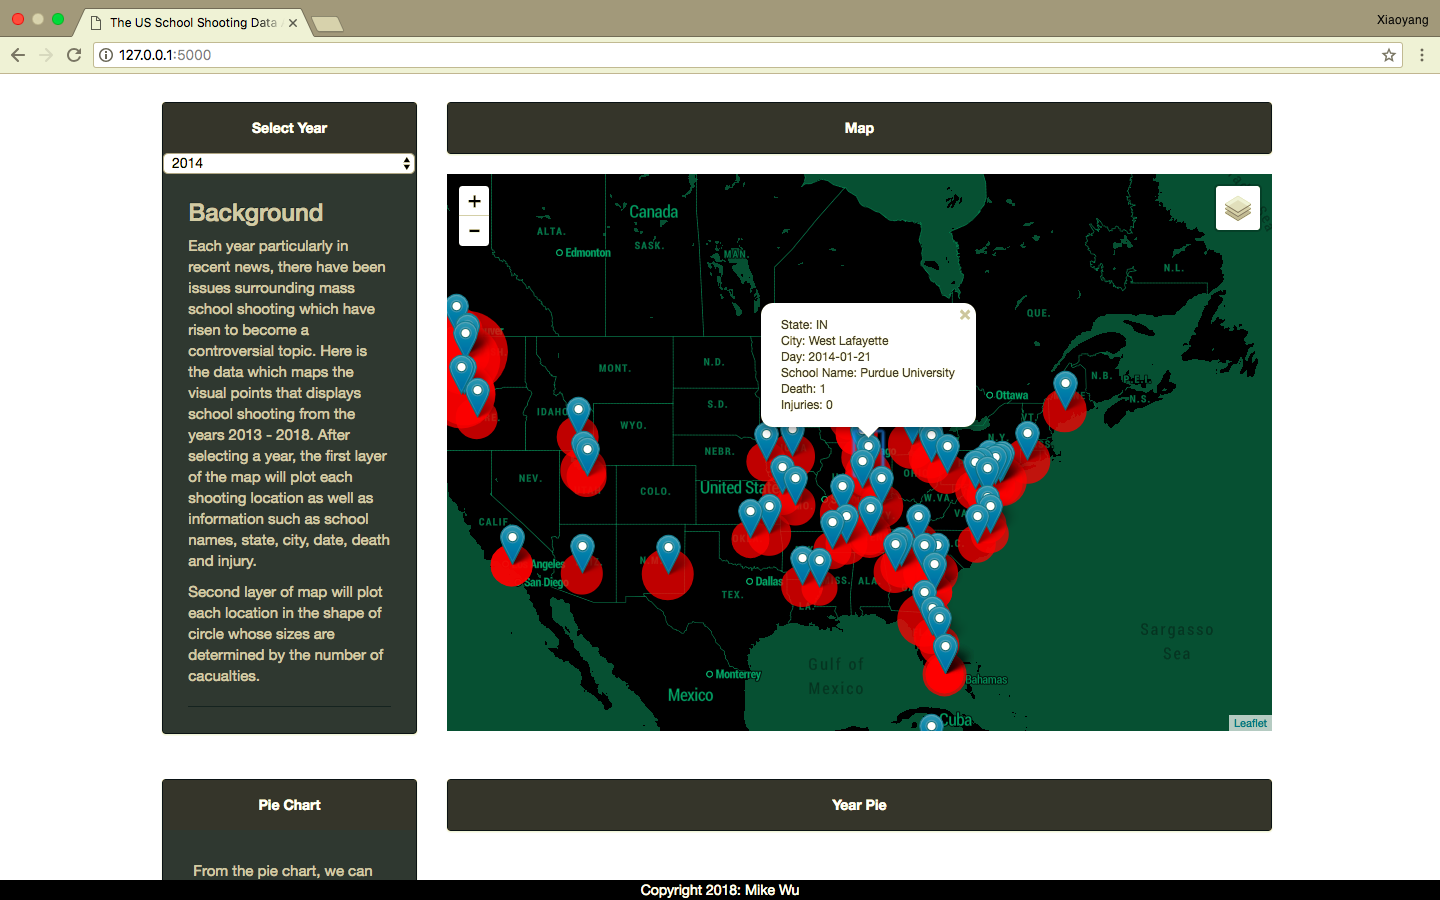 The US School Shooting Data
Xiaoyang
127.0.0.1:5000
Select Year
2014
Background
Each year particularly in
recent news, there have been
issues surrounding mass
school shooting which have
risen to become a
controversial topic. Here is
the data which maps the
visual points that displays
school shooting from the
years 2013 - 2018. After
selecting a year, the first layer
of the map will plot each
shooting location as well as
information such as school
names, state, city, date, death
and injury.
Second layer of map will plot
each location in the shape of
circle whose sizes are
determined by the number of
cacualties.
Map
+
−
Canada
ALTA.
SASK.
MAN.
Edmonton
N.L.
QUE.
State: IN
City: West Lafayette
Day: 2014-01-21
School Name: Purdue University
Death: 1
Injuries: 0
MONT.
N.D.
S.D.
IDAHO
WYO.
NEBR.
Ottawa
N.B.
P.E.I.
N.S.
VT.
N.Y.
NEV.
COLO.
United State
W.VA
VA
CALIF.
Angeles
San Diego
N.M.
Dallas
TEX.
LA.
ALA
Monterrey
Mexico
Gulf of
Mexico
Bahamas
Cuba
Sargasso
Sea
Leaflet
Pie Chart
From the pie chart, we can
Year Pie
Copyright 2018: Mike Wu